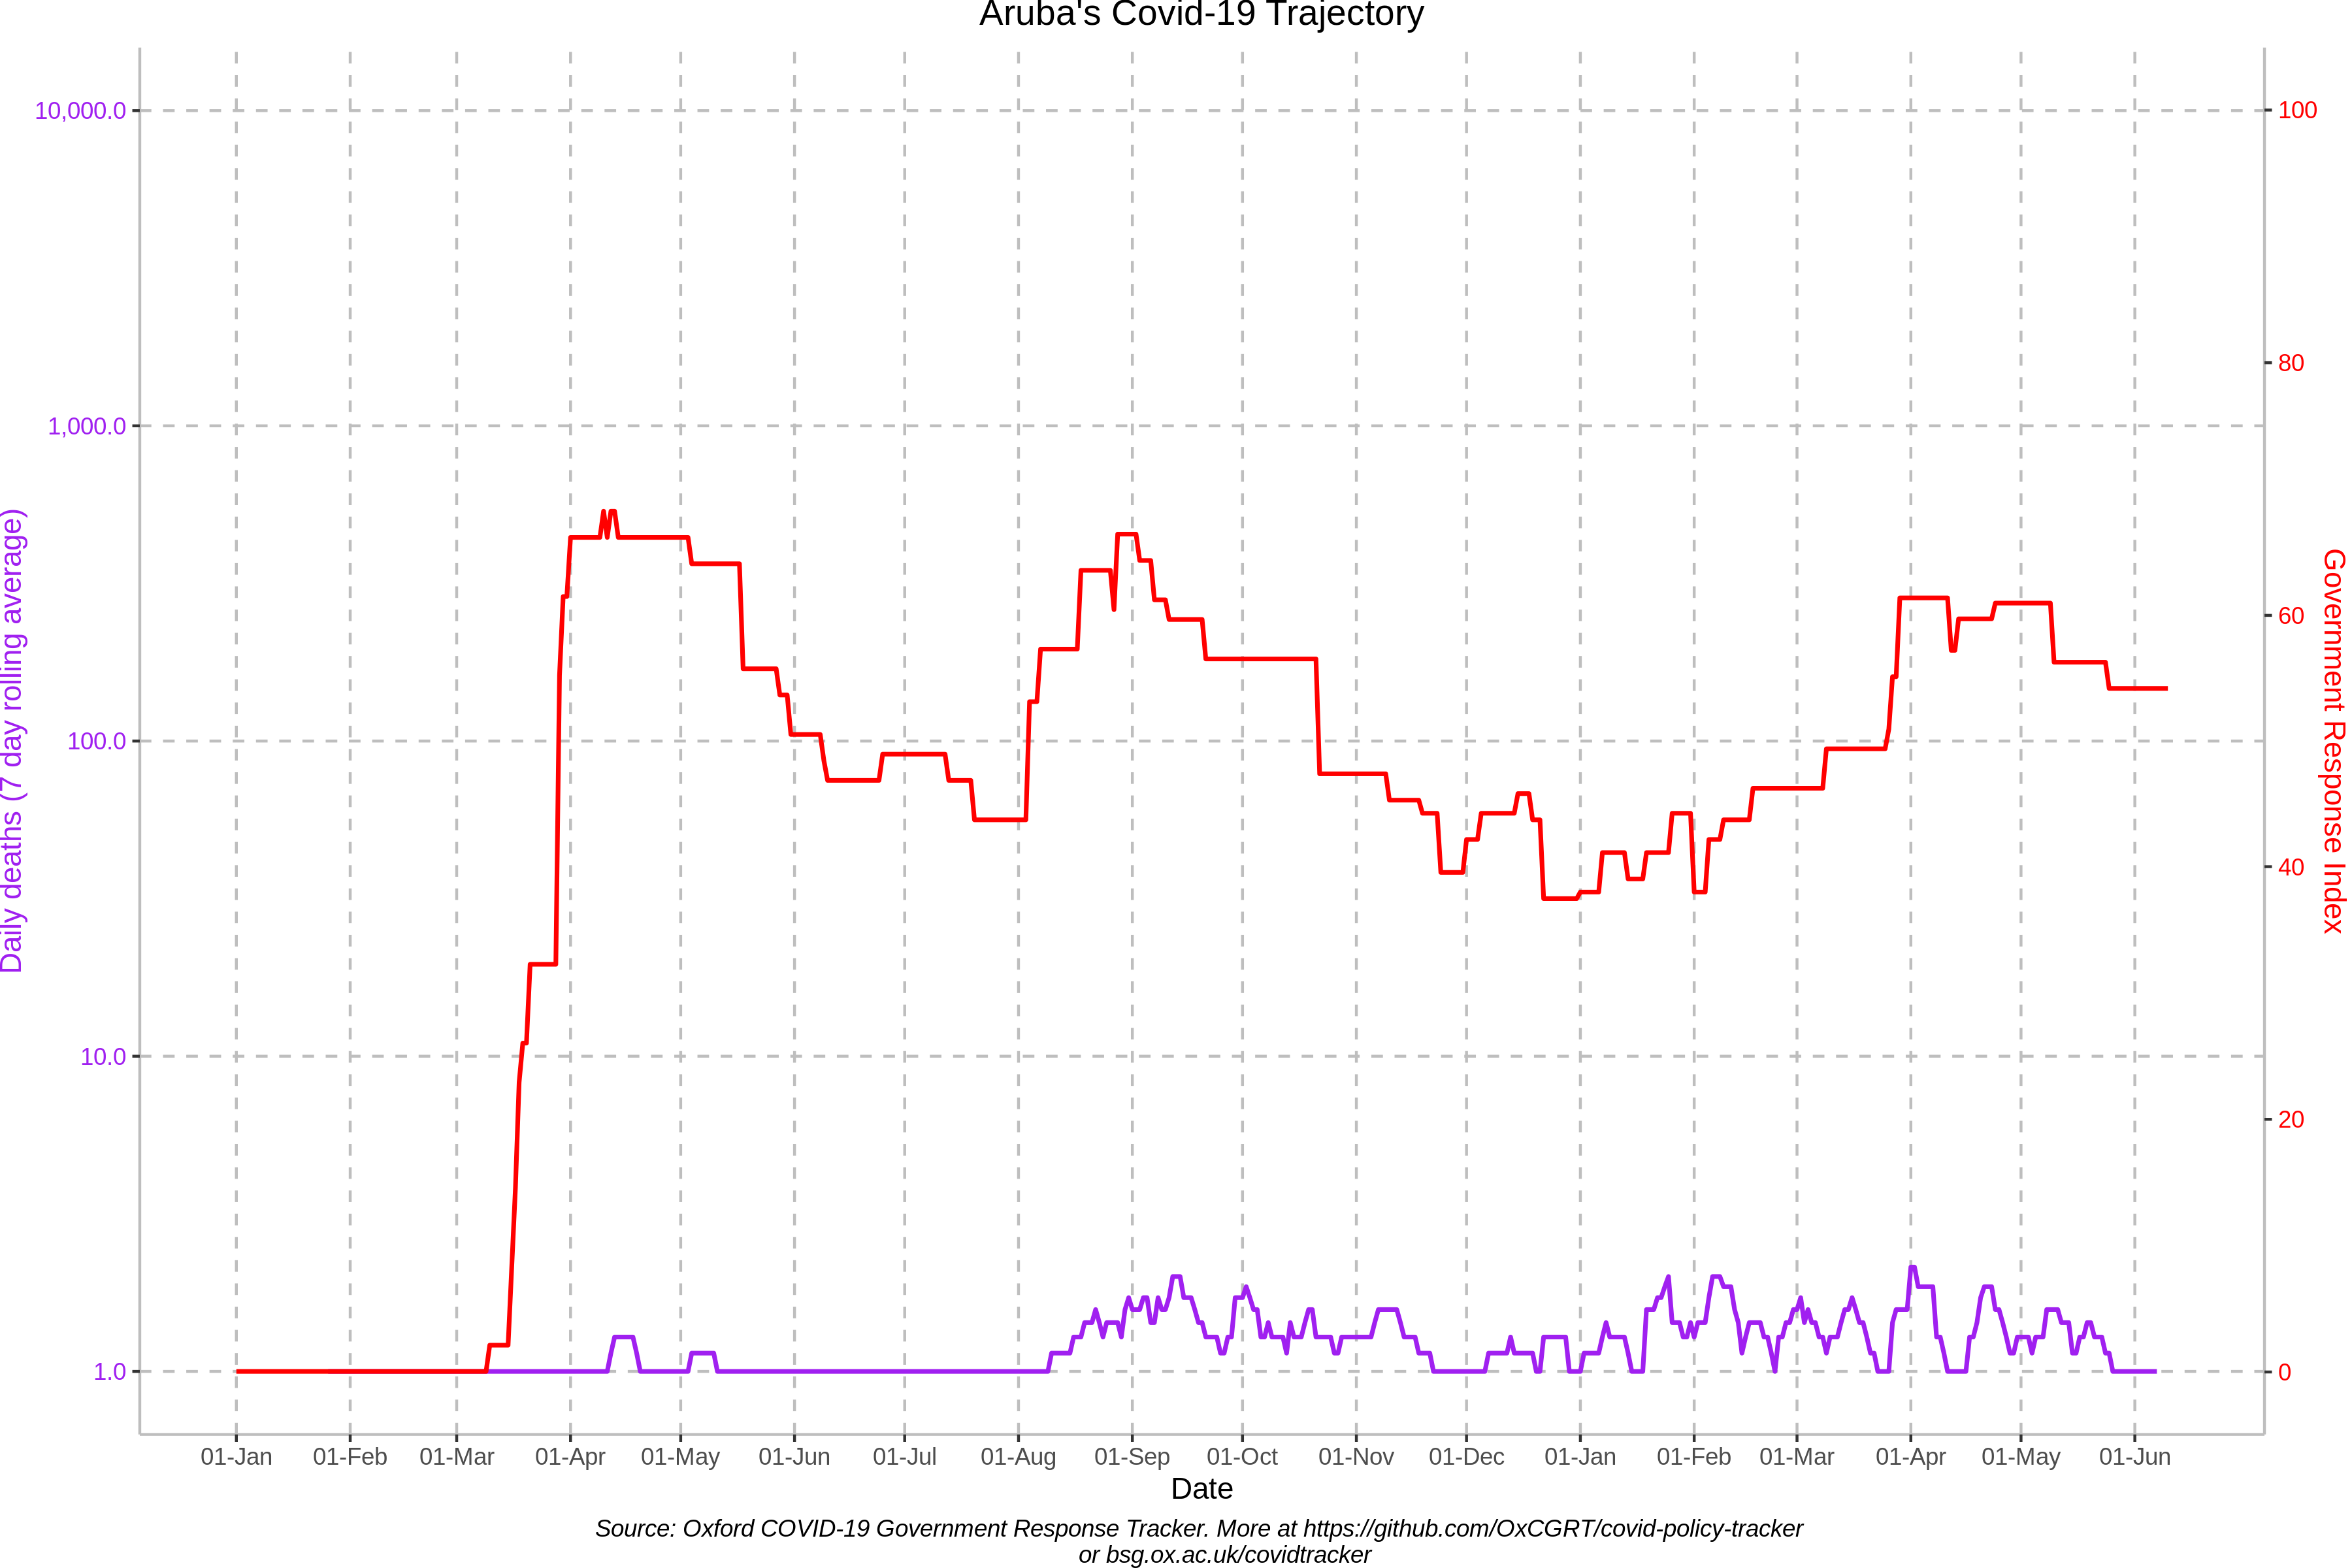 Aruba's Covid-19 Trajectory
10,000.0
1,000.0
100.0
10.0
1.0
Daily deaths (7 day rolling average)
100
80
60
40
20
0
Government Response Index
01-Jan 01-Feb 01-Mar 01-Apr 01-May 01-Jun 01-Jul 01-Aug 01-Sep 01-Oct 01-Nov 01-Dec 01-Jan 01-Feb 01-Mar 01-Apr 01-May 01-Jun
Date
Source: Oxford COVID-19 Government Response Tracker. More at https://github.com/OxCGRT/covid-policy-tracker
or bsg.ox.ac.uk/covidtracker